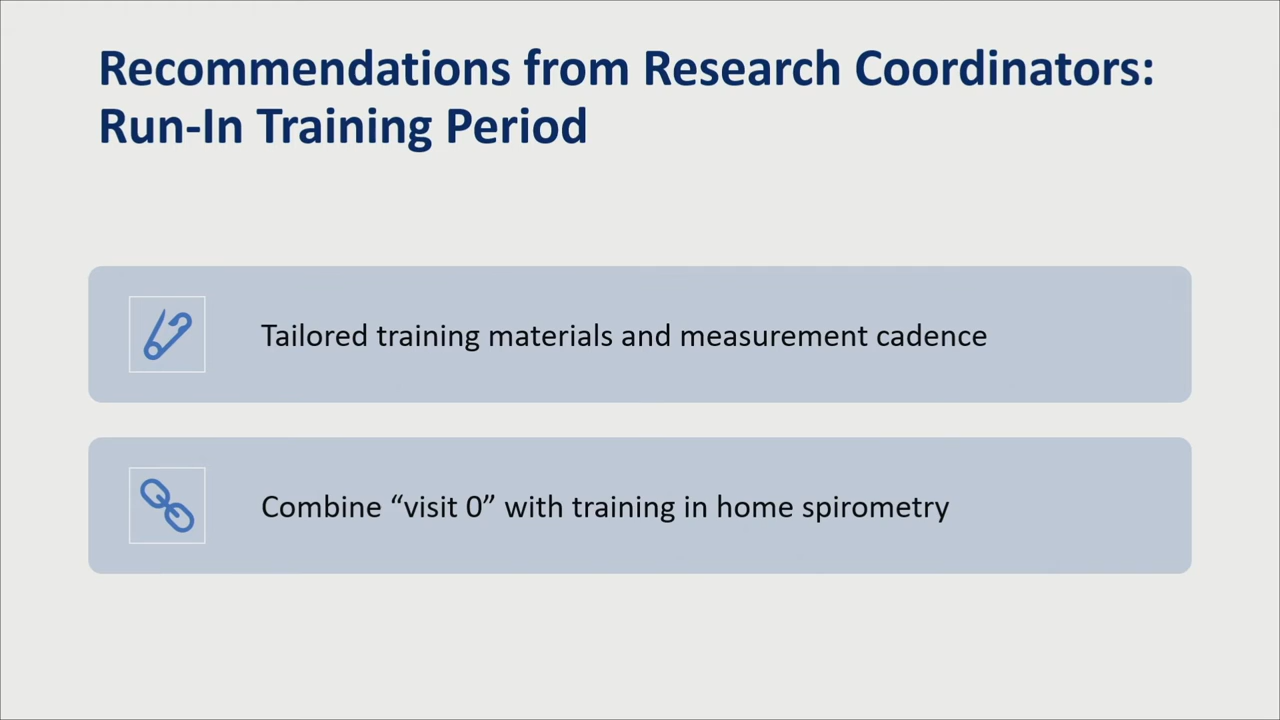 Recommendations from Research Coordinators:
Run-In Training Period
Tailored training materials and measurement cadence
Combine “visit 0” with training in home spirometry